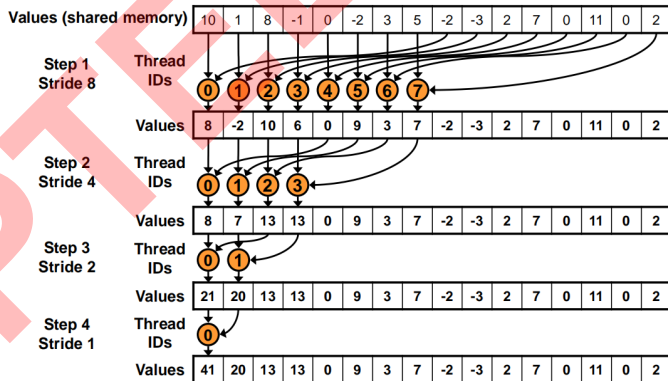 Values (shared memory) 10 1 8 -1 0 -2 3 5 -2 -3 2 7 0 11 0 2
Step 1 Stride 8 Thread IDs 0 1 2 3 4 5 6 7
Values 8 -2 10 6 0 9 3 7 -2 -3 2 7 0 11 0 2
Step 2 Stride 4 Thread IDs 0 1 2 3
Values 8 7 13 13 0 9 3 7 -2 -3 2 7 0 11 0 2
Step 3 Stride 2 Thread IDs 0 1
Values 21 20 13 13 0 9 3 7 -2 -3 2 7 0 11 0 2
Step 4 Stride 1 Thread IDs 0
Values 41 20 13 13 0 9 3 7 -2 -3 2 7 0 11 0 2